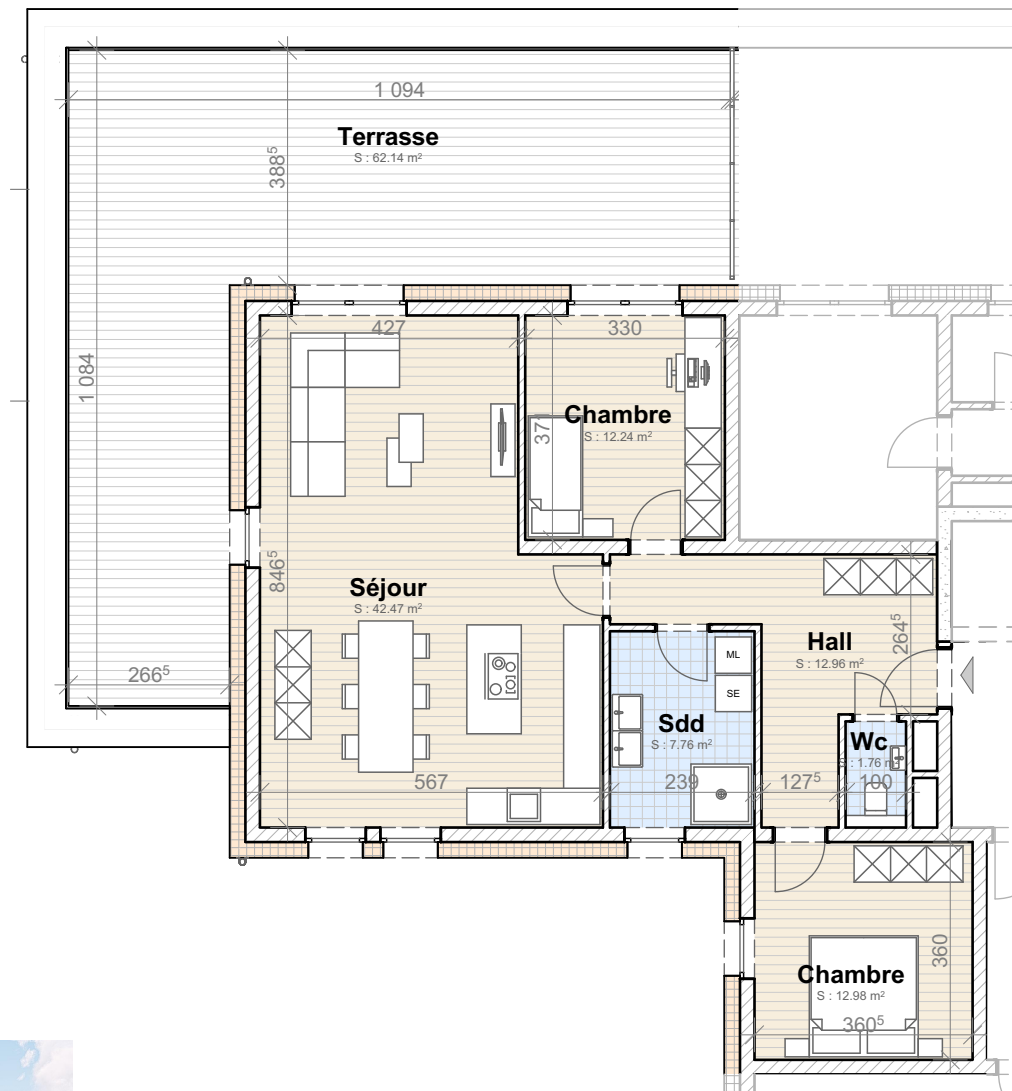 1 094
Terrasse
S : 62.14 m²
388⁵
1 084
427
330
Chambre
S : 12.24 m²
371
846⁵
Séjour
S : 42.47 m²
Hall
S : 12.96 m²
264⁵
266⁵
ML
SE
Sdd
S : 7.76 m²
Wc
S : 1.76 m
567
239
127⁵
100
Chambre
S : 12.98 m²
360
360⁵